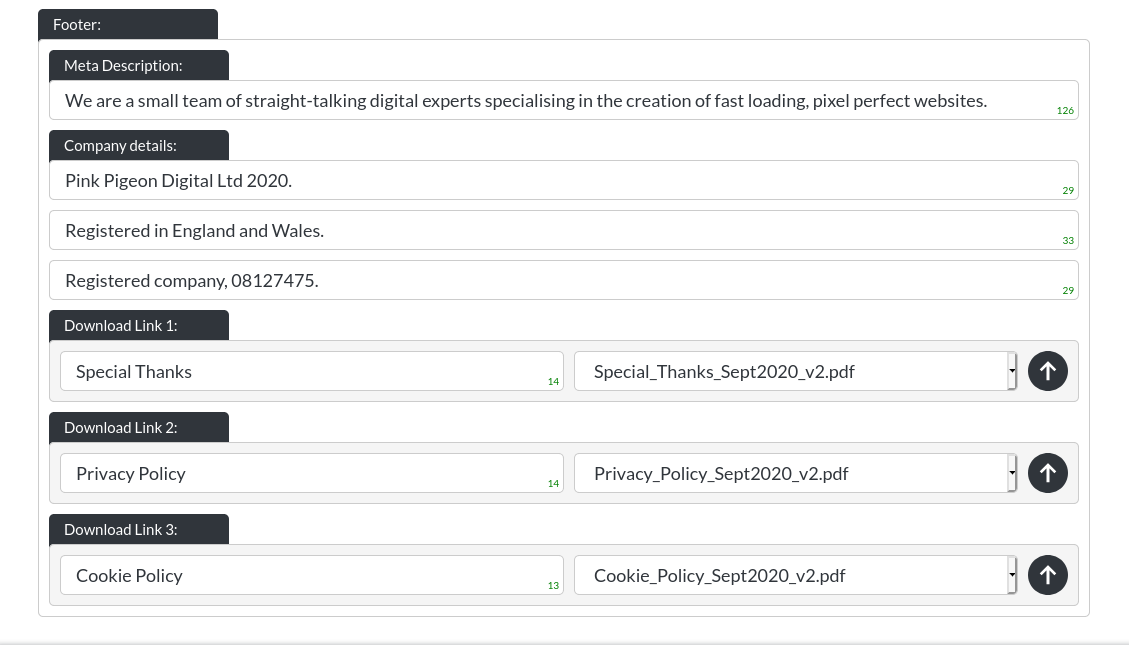 Footer:
Meta Description:
We are a small team of straight-talking digital experts specialising in the creation of fast loading, pixel perfect websites.
126
Company details:
Pink Pigeon Digital Ltd 2020.
29
Registered in England and Wales.
33
Registered company, 08127475.
29
Download Link 1:
Special Thanks
14
Special_Thanks_Sept2020_v2.pdf
Download Link 2:
Privacy Policy
14
Privacy_Policy_Sept2020_v2.pdf
Download Link 3:
Cookie Policy
13
Cookie_Policy_Sept2020_v2.pdf